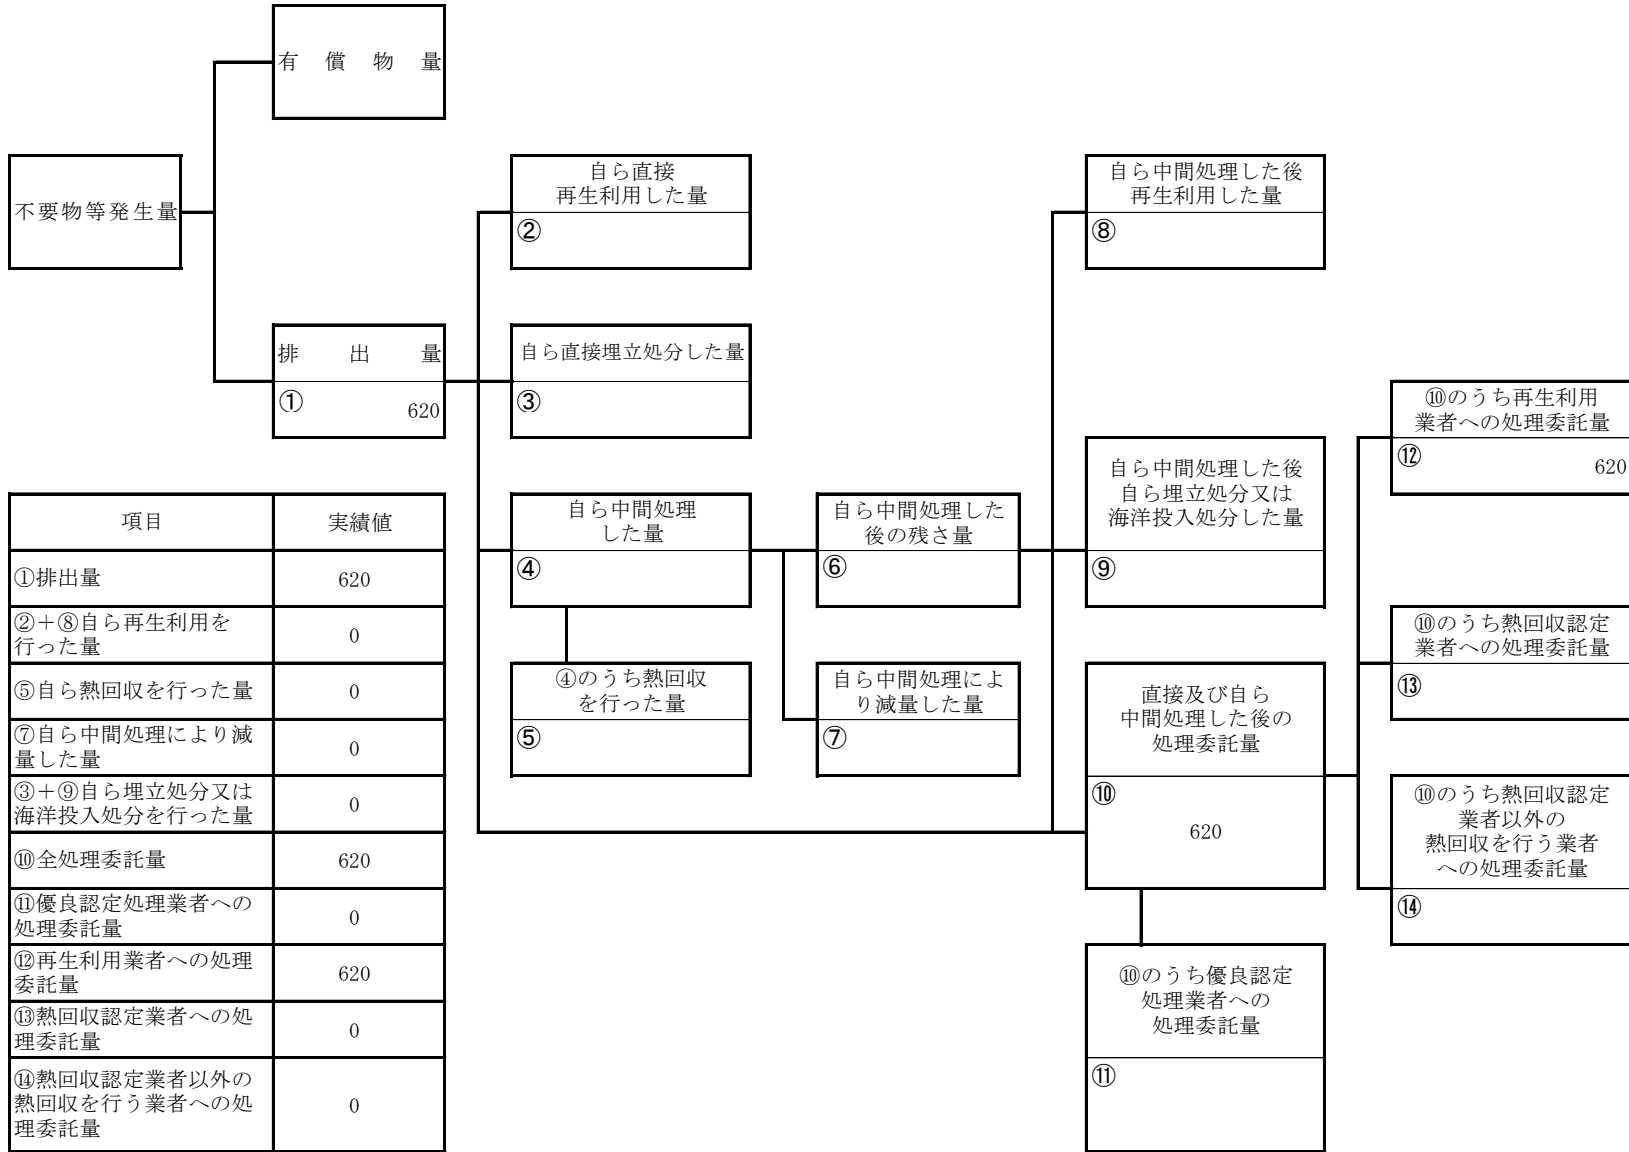 有償物量
不要物等発生量
排出量
①
620
自ら直接
再生利用した量
②
自ら直接埋立処分した量
③
自ら中間処理
した量
④
④のうち熱回収
を行った量
⑤
自ら中間処理した
後の残さ量
⑥
自ら中間処理によ
り減量した量
⑦
自ら中間処理した後
再生利用した量
⑧
自ら中間処理した後
自ら埋立処分又は
海洋投入処分した量
⑨
直接及び自ら
中間処理した後の
処理委託量
⑩
620
⑩のうち優良認定
処理業者への
処理委託量
⑪
⑩のうち再生利用
業者への処理委託量
⑫
620
⑩のうち熱回収認定
業者への処理委託量
⑬
⑩のうち熱回収認定
業者以外の
熱回収を行う業者
への処理委託量
⑭
項目 実績値
①排出量 620
②＋⑧自ら再生利用を
行った量 0
⑤自ら熱回収を行った量 0
⑦自ら中間処理により減
量した量 0
③＋⑨自ら埋立処分又は
海洋投入処分を行った量 0
⑩全処理委託量 620
⑪優良認定処理業者への
処理委託量 0
⑫再生利用業者への処理
委託量 620
⑬熱回収認定業者への処
理委託量 0
⑭熱回収認定業者以外の
熱回収を行う業者への処
理委託量 0